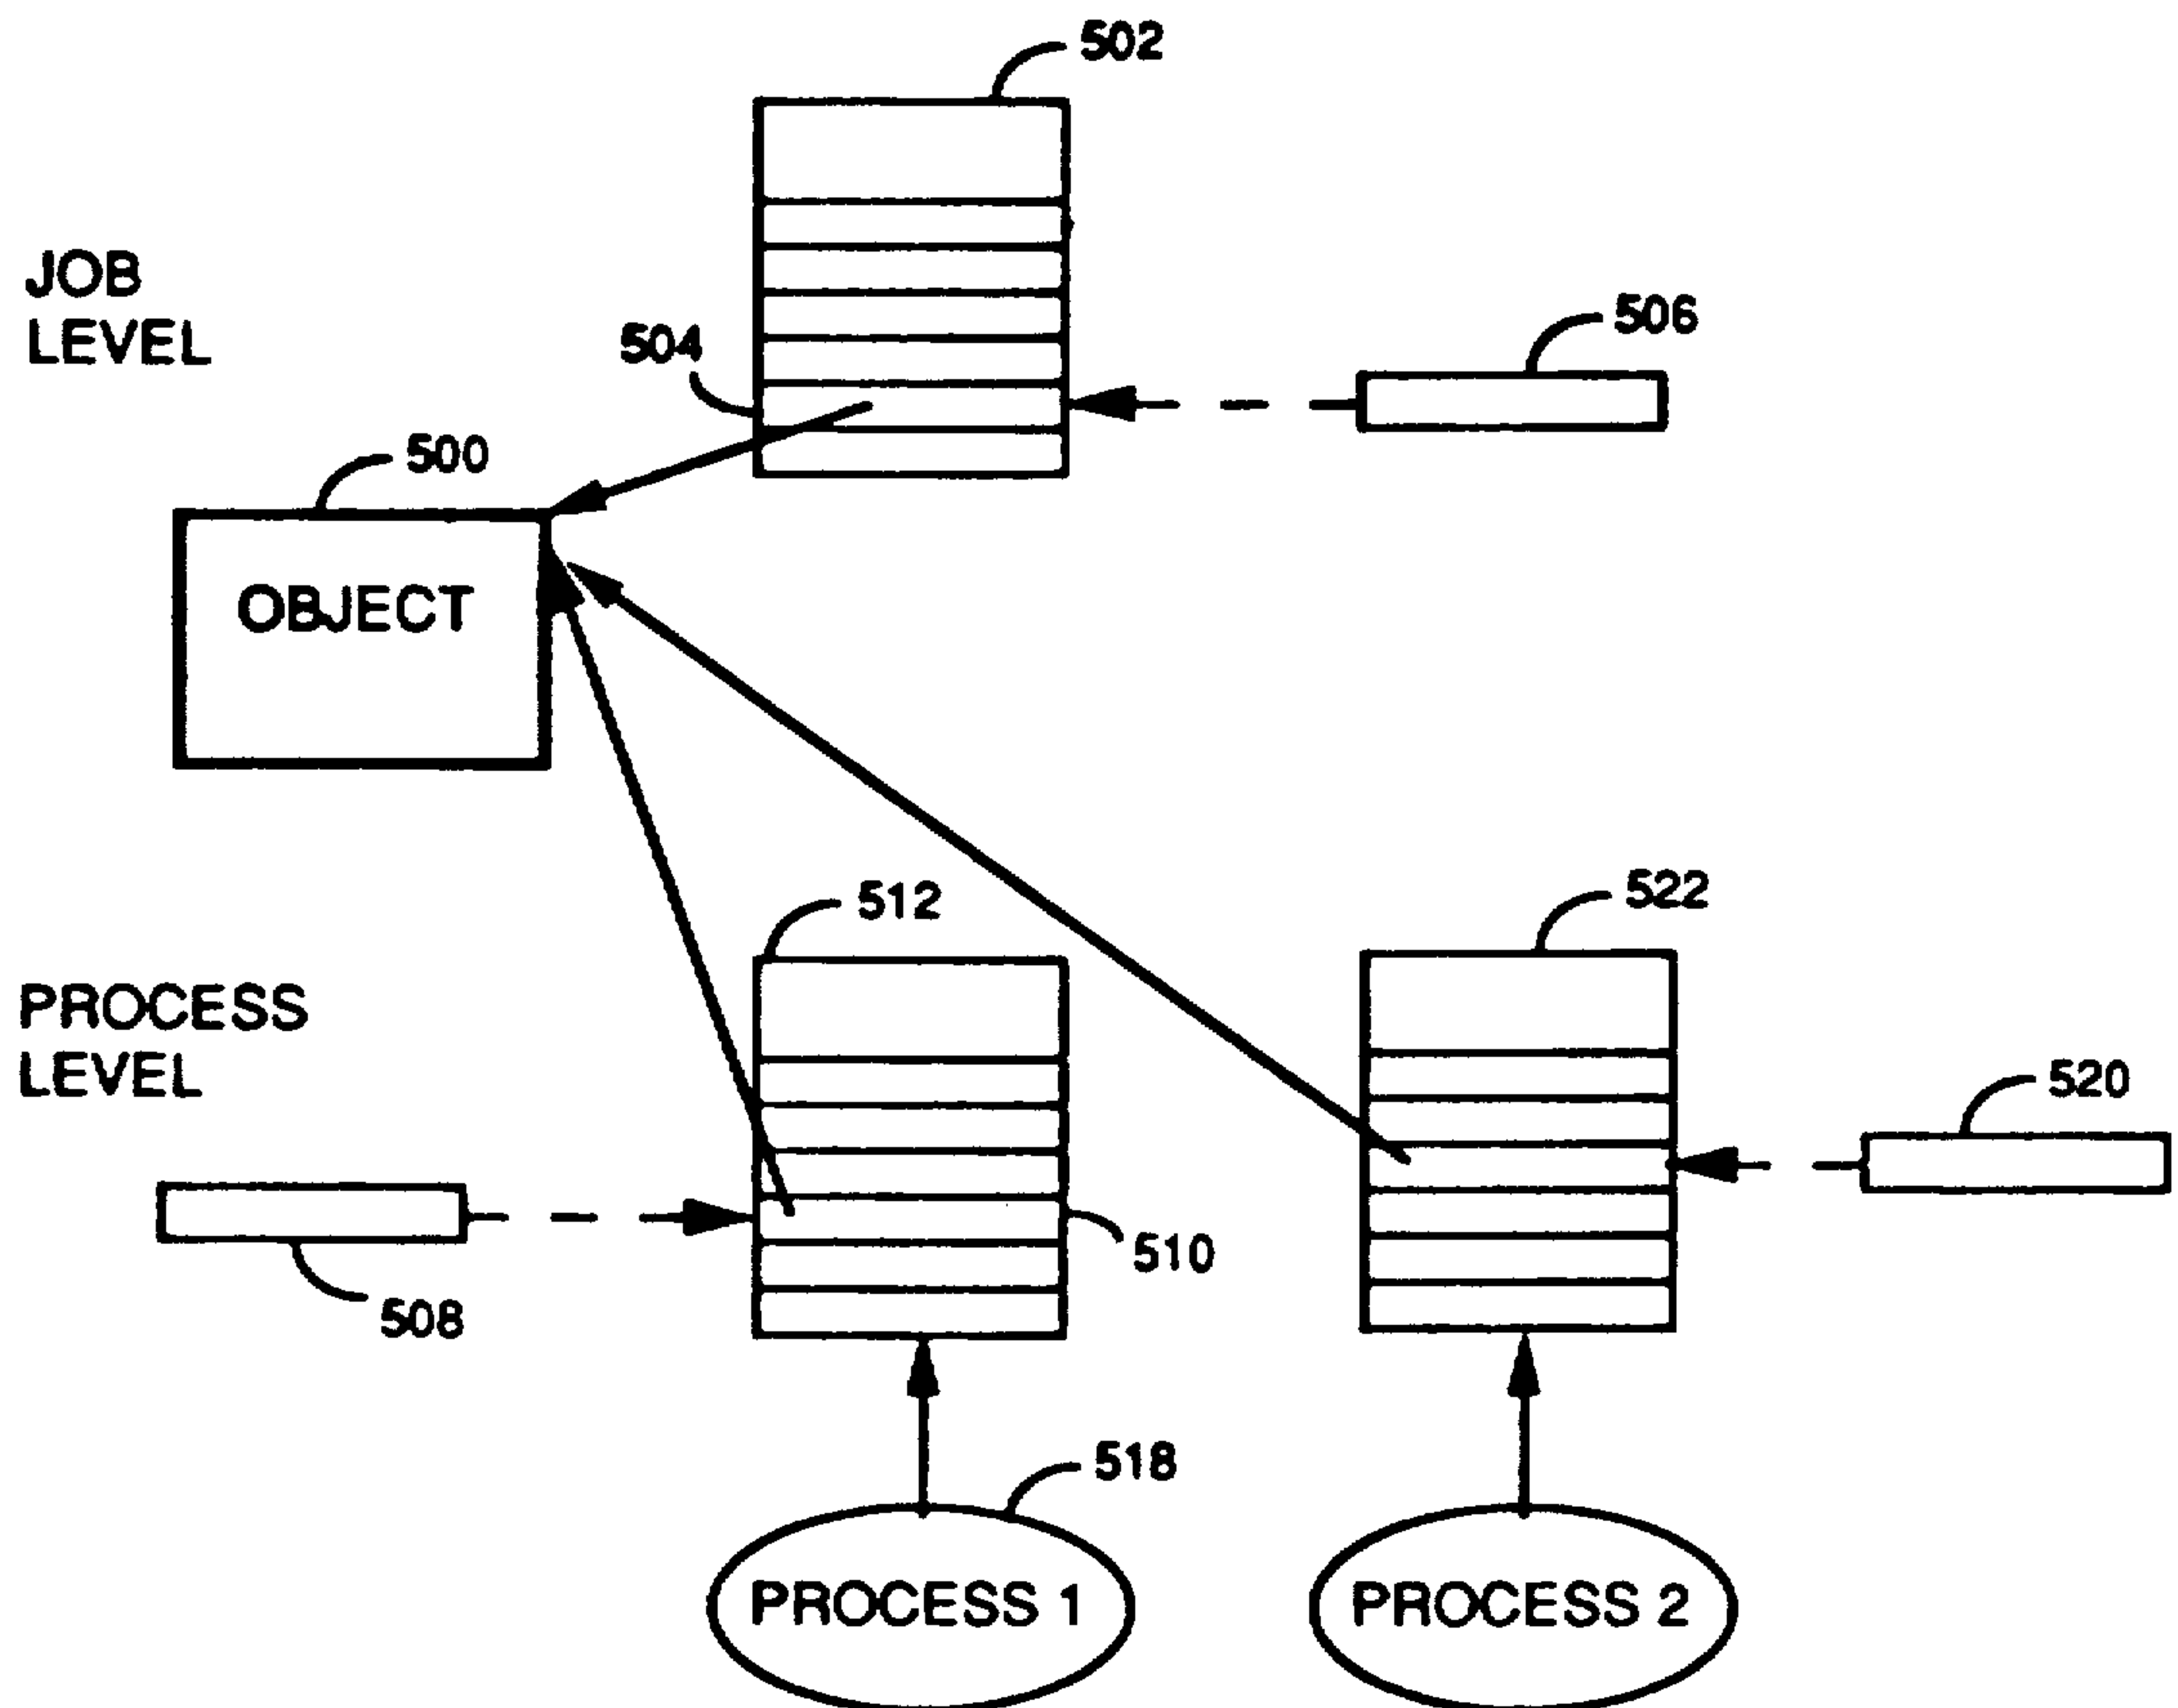 502
JOB
LEVEL
504
506
500
OBJECT
512
522
PROCESS
LEVEL
520
510
508
518
PROCESS 1
PROCESS 2